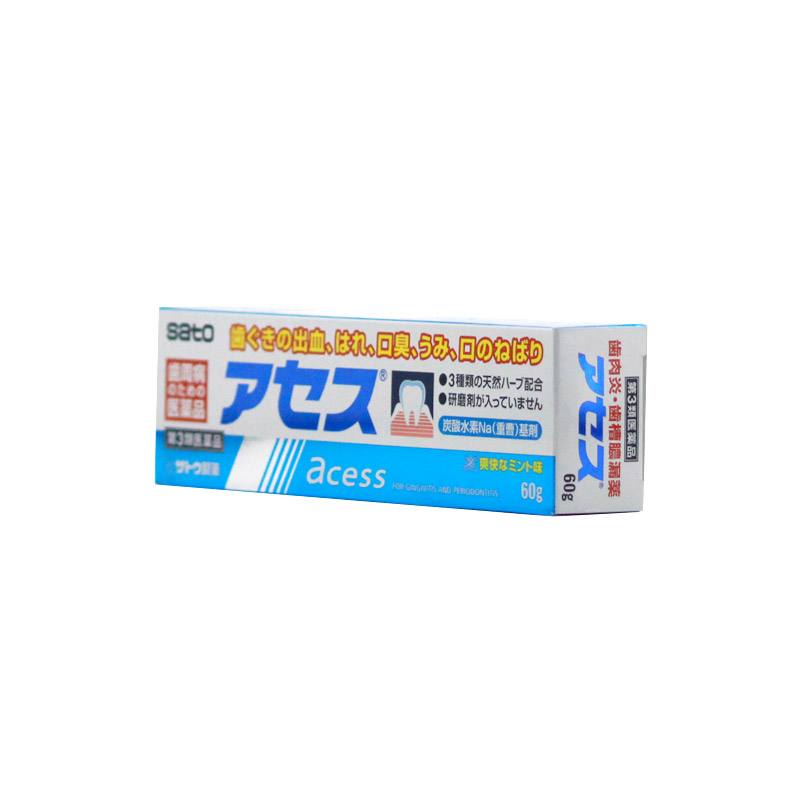 sato
歯ぐきの出血、はれ、口臭、うみ、口のねばり
歯周病
のための
医薬品
アセス®
●3種類の天然ハーブ配合
●研磨剤が入っていません
炭酸水素Na(重曹)基剤
第3類医薬品
サトウ製薬
acess
FOR GINGIVITIS AND PERIODONTITIS
爽快なミント味
60g
歯肉炎・歯槽膿漏薬
アセス®
第3類医薬品
60g